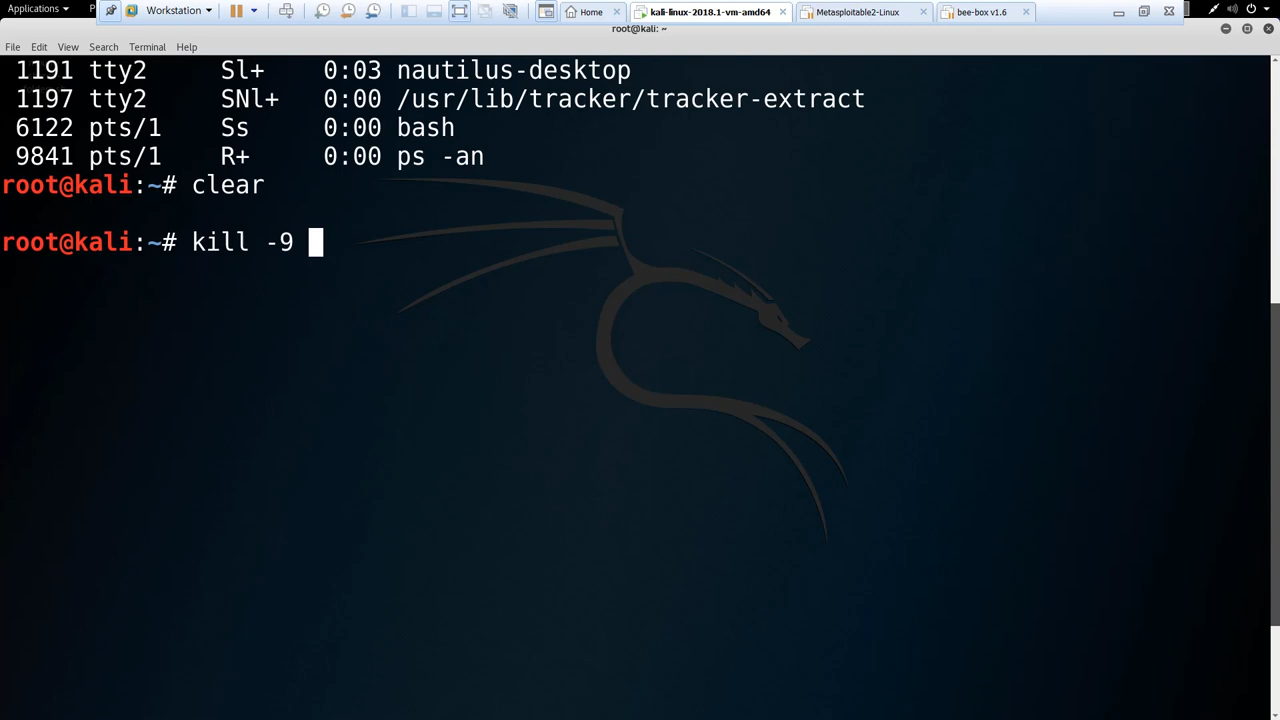 Applications
Workstation
Home
kali-linux-2018.1-vm-amd64
Metasploitable2-Linux
bee-box v1.6
root@kali: ~
File Edit View Search Terminal Help
1191 tty2 Sl+ 0:03 nautilus-desktop
1197 tty2 SNl+ 0:00 /usr/lib/tracker/tracker-extract
6122 pts/1 Ss 0:00 bash
9841 pts/1 R+ 0:00 ps -an
root@kali:~# clear
root@kali:~# kill -9